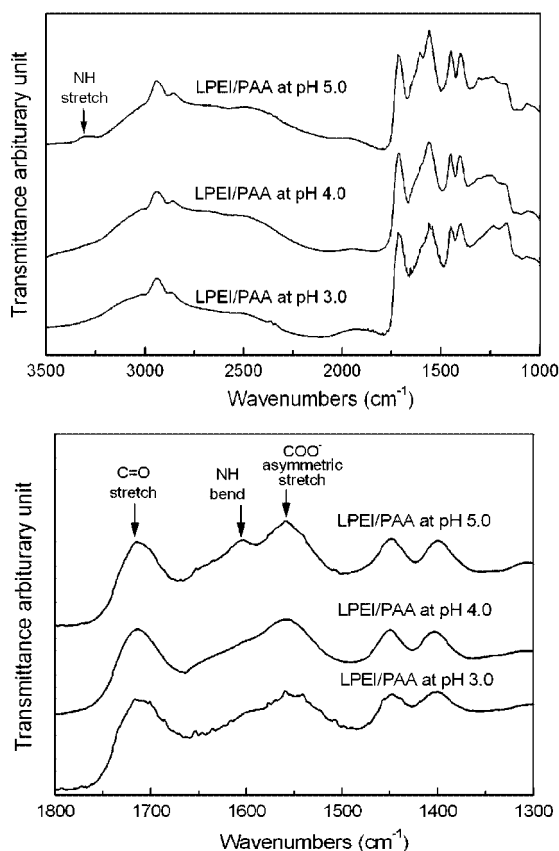 Transmittance arbiturary unit
NH
stretch
LPEI/PAA at pH 5.0
LPEI/PAA at pH 4.0
LPEI/PAA at pH 3.0
3500 3000 2500 2000 1500 1000
Wavenumbers (cm⁻¹)
Transmittance arbiturary unit
C=O
stretch
NH
bend
COO⁻
asymmetric
stretch
LPEI/PAA at pH 5.0
LPEI/PAA at pH 4.0
LPEI/PAA at pH 3.0
1800 1700 1600 1500 1400 1300
Wavenumbers (cm⁻¹)